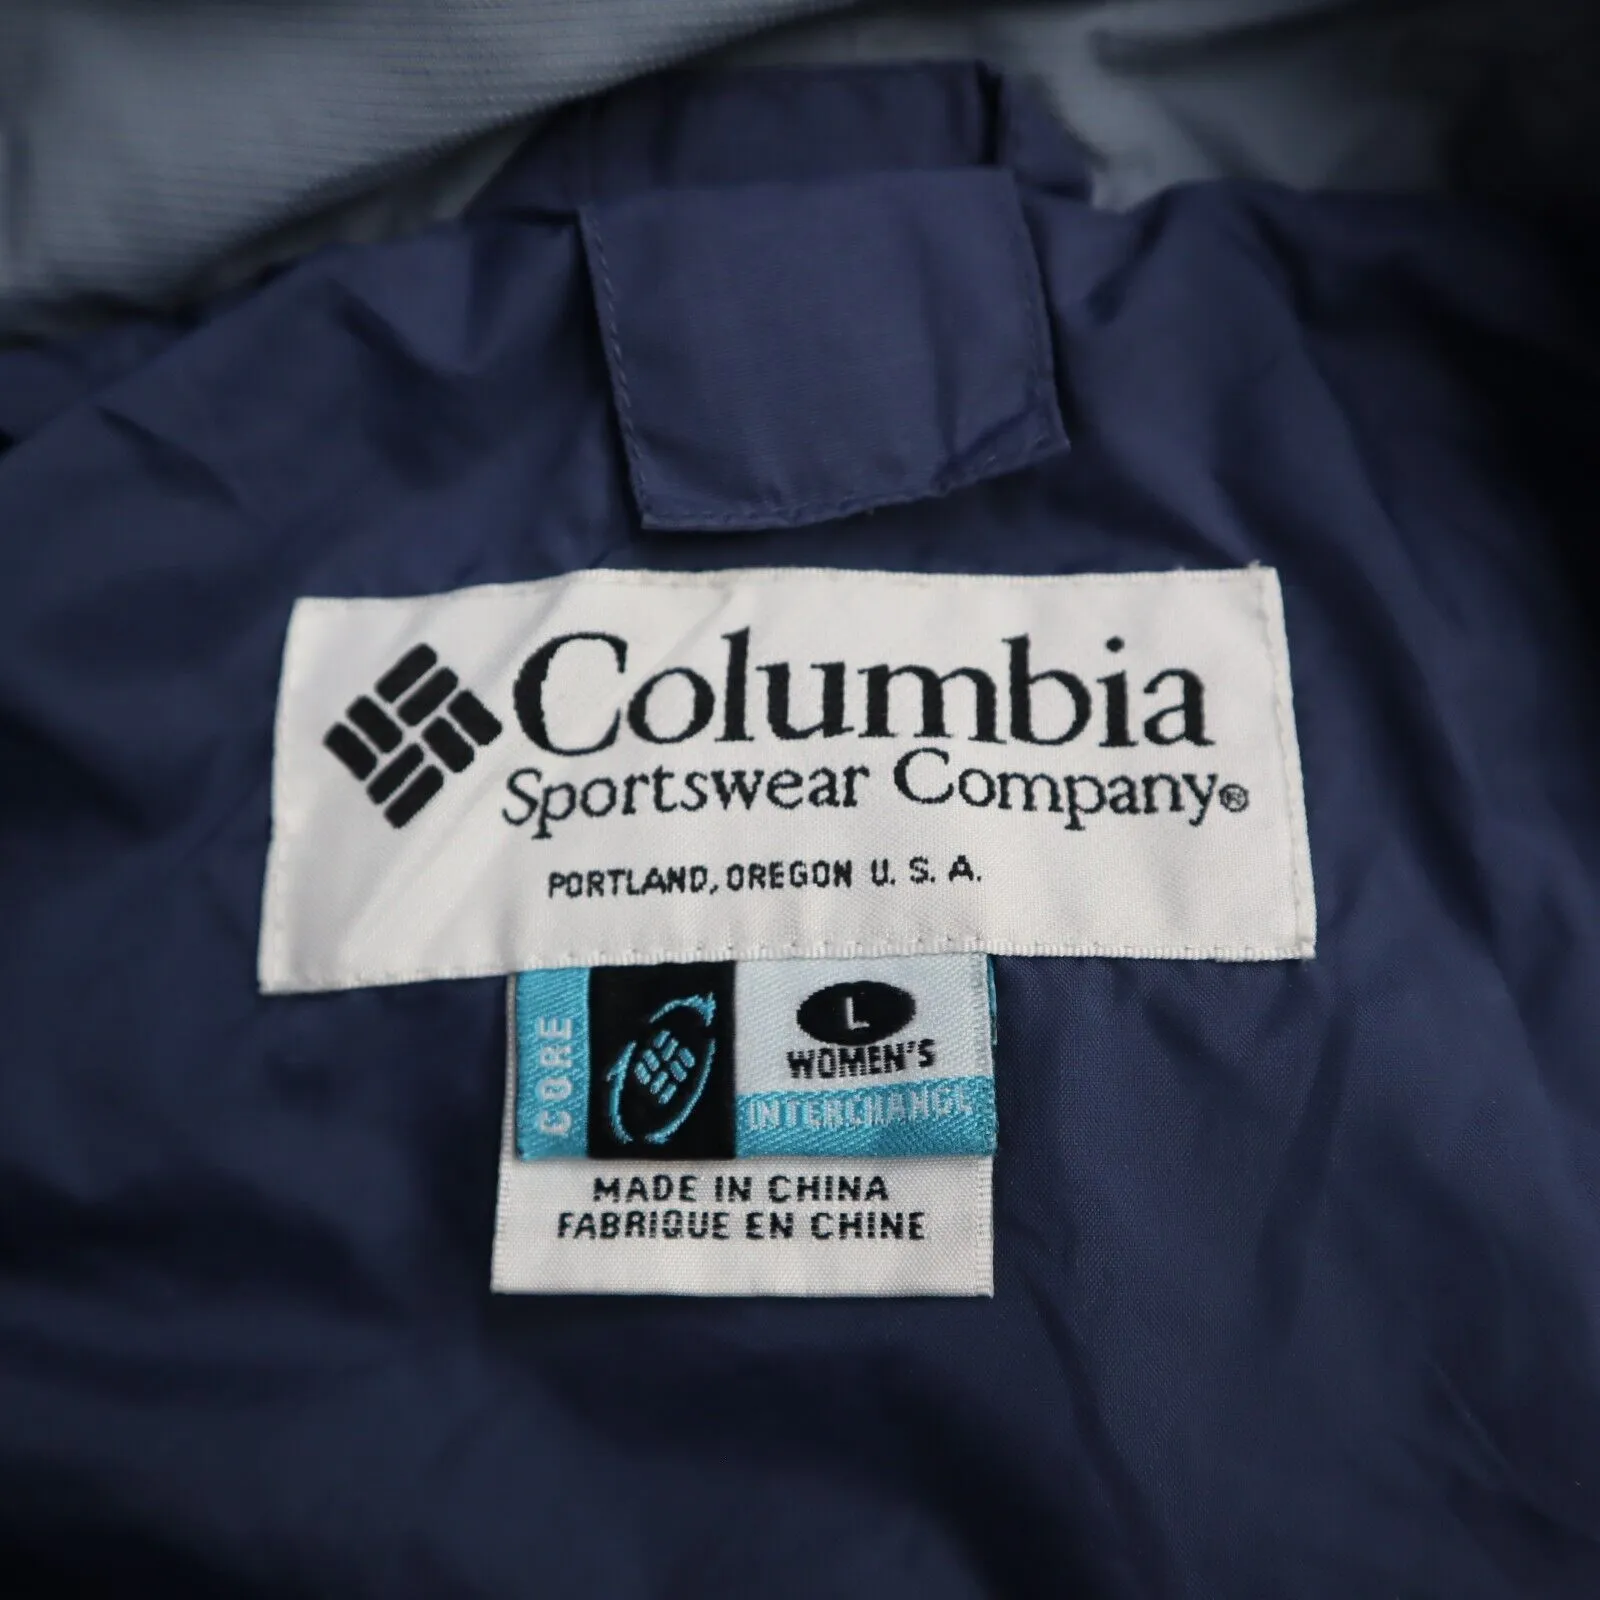 Columbia
Sportswear Company®
PORTLAND, OREGON U. S. A.
CORE
L
WOMEN'S
INTERCHANGE
MADE IN CHINA
FABRIQUE EN CHINE